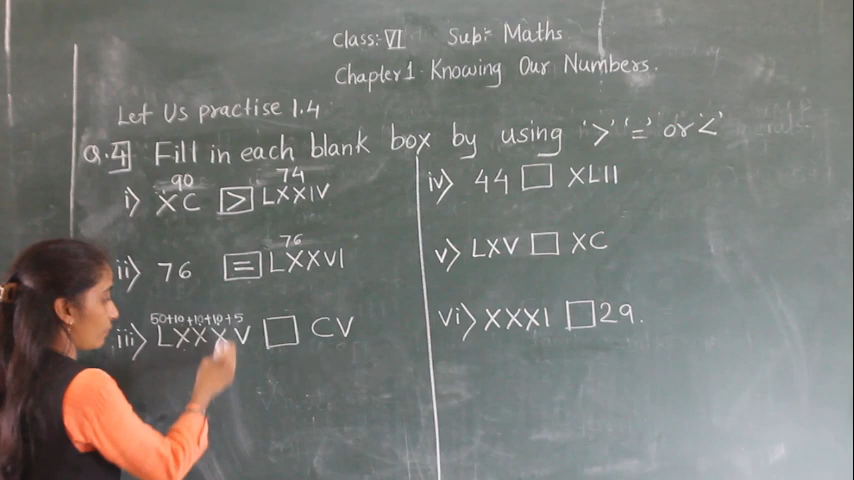 Class: VI Sub:- Maths
Chapter 1 Knowing Our Numbers.
Let Us practise 1.4
Q.4] Fill in each blank box by using '>' '=' or '<'
90 74
i) XC > LXXIV
76
ii) 76 = LXXVI
50+10+10+10+5
iii) LXXXV □ CV
iv) 44 □ XLII
v) LXV □ XC
vi) XXXI □ 29.